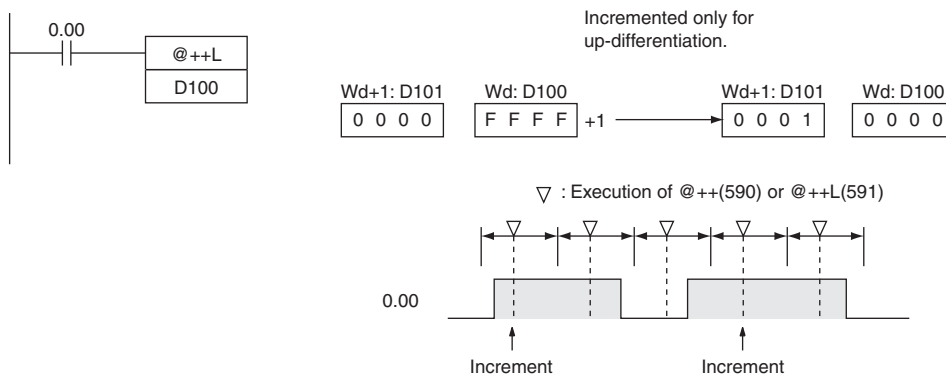 0.00
@++L
D100
Incremented only for
up-differentiation.
Wd+1: D101 Wd: D100 Wd+1: D101 Wd: D100
0 0 0 0 F F F F +1 0 0 0 1 0 0 0 0
▽ : Execution of @++(590) or @++L(591)
0.00
Increment Increment